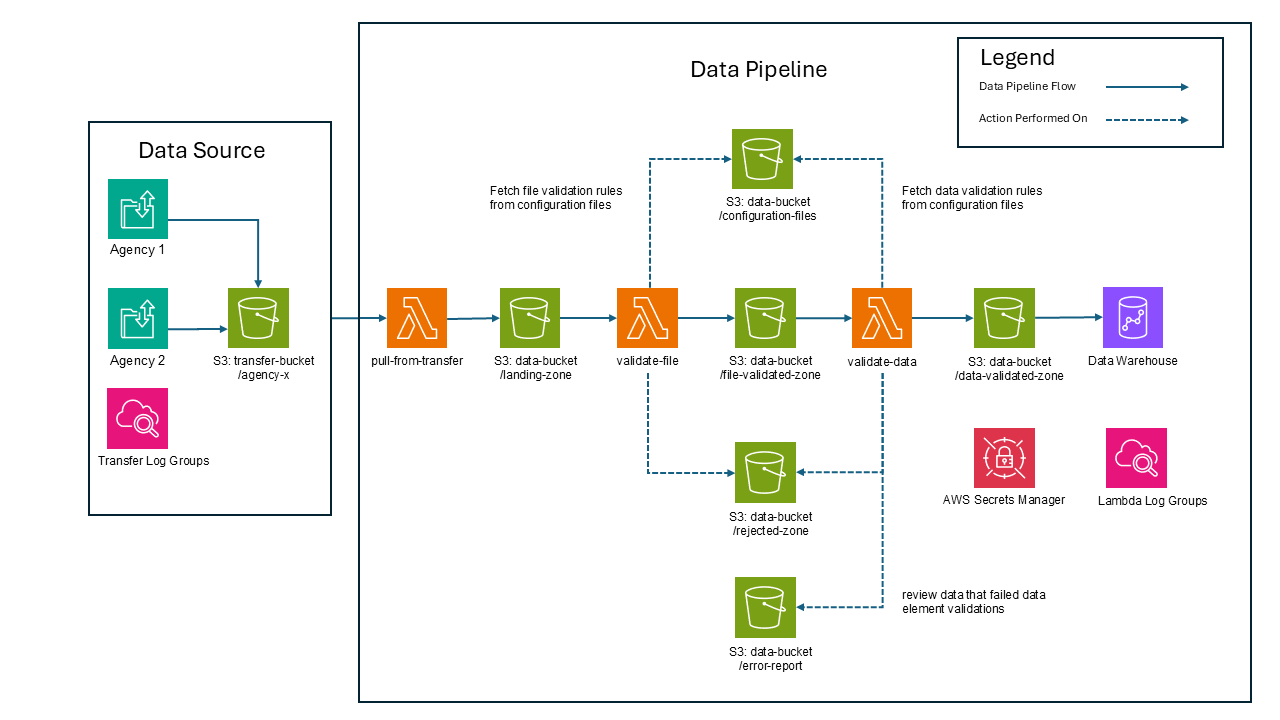 Legend
Data Pipeline Flow
Action Performed On
Data Pipeline
Data Source
Agency 1
Agency 2
S3: transfer-bucket
/agency-x
Transfer Log Groups
Fetch file validation rules
from configuration files
S3: data-bucket
/configuration-files
Fetch data validation rules
from configuration files
pull-from-transfer
S3: data-bucket
/landing-zone
validate-file
S3: data-bucket
/file-validated-zone
validate-data
S3: data-bucket
/data-validated-zone
Data Warehouse
S3: data-bucket
/rejected-zone
AWS Secrets Manager
Lambda Log Groups
review data that failed data
element validations
S3: data-bucket
/error-report